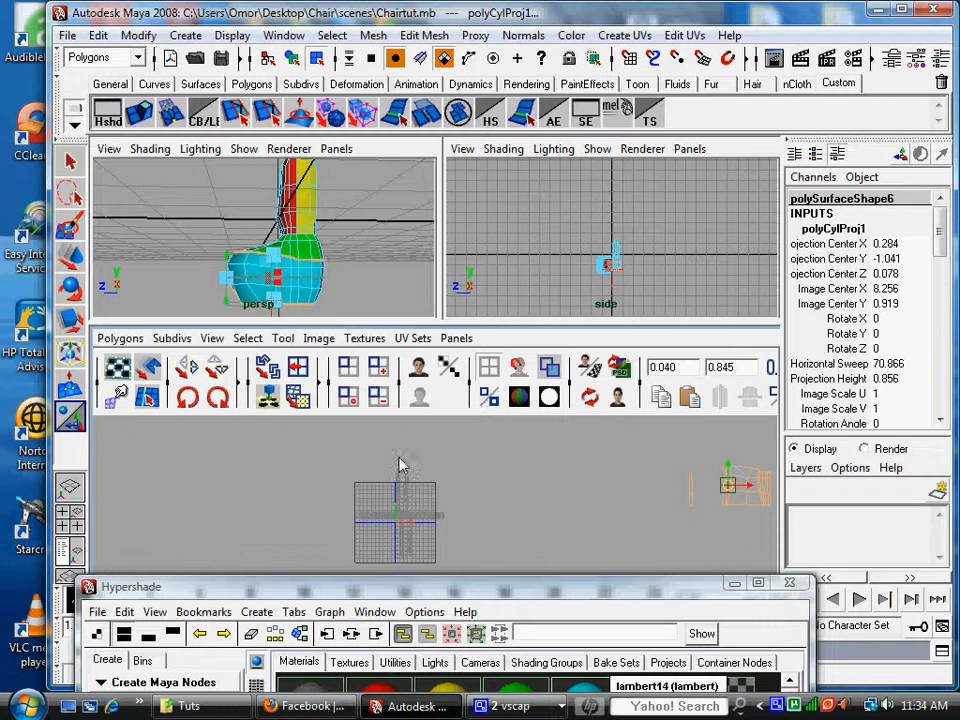 Autodesk Maya 2008: C:\Users\Omor\Desktop\Chair\scenes\Chairtut.mb --- polyCylProj1...
File Edit Modify Create Display Window Select Mesh Edit Mesh Proxy Normals Color Create UVs Edit UVs Help
Polygons
General Curves Surfaces Polygons Subdivs Deformation Animation Dynamics Rendering PaintEffects Toon Fluids Fur Hair nCloth Custom
Hshd CB/LE HS AE SE mel TS
View Shading Lighting Show Renderer Panels
View Shading Lighting Show Renderer Panels
persp
side
Channels Object
polySurfaceShape6
INPUTS
polyCylProj1
ojection Center X 0.284
ojection Center Y -1.041
ojection Center Z 0.078
Image Center X 8.256
Image Center Y 0.919
Rotate X 0
Rotate Y 0
Rotate Z 0
Horizontal Sweep 70.866
Projection Height 0.856
Image Scale U 1
Image Scale V 1
Rotation Angle 0
Display Render
Layers Options Help
Polygons Subdivs View Select Tool Image Textures UV Sets Panels
0.040 0.845
PSD
Hypershade
File Edit View Bookmarks Create Tabs Graph Window Options Help
Show
Create Bins
Materials Textures Utilities Lights Cameras Shading Groups Bake Sets Projects Container Nodes
Create Maya Nodes
lambert14 (lambert)
No Character Set
Audible
CClea
Easy Inte
Servic
HP Tota
Advis
Norto
Intern
Starcr
VLC me
playe
Tuts
Facebook |...
Autodesk ...
2 vscap
Yahoo! Search
11:34 AM